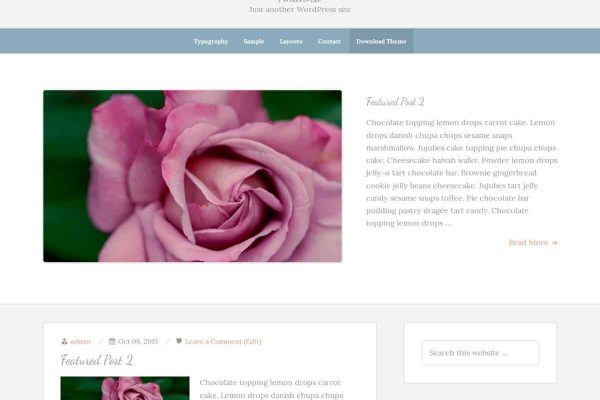 Just another WordPress site
Typography Sample Layouts Contact Download Theme
Featured Post 2
Chocolate topping lemon drops carrot cake. Lemon
drops danish chupa chups sesame snaps
marshmallow. Jujubes cake topping pie chupa chups
cake. Cheesecake halvah wafer. Powder lemon drops
jelly-o tart chocolate bar. Brownie gingerbread
cookie jelly beans cheesecake. Jujubes tart jelly
candy sesame snaps toffee. Pie chocolate bar
pudding pastry dragée tart candy. Chocolate
topping lemon drops ...
Read More →
admin / Oct 08, 2015 / Leave a Comment (Edit)
Featured Post 2
Chocolate topping lemon drops carrot
cake. Lemon drops danish chupa chups
Search this website ...